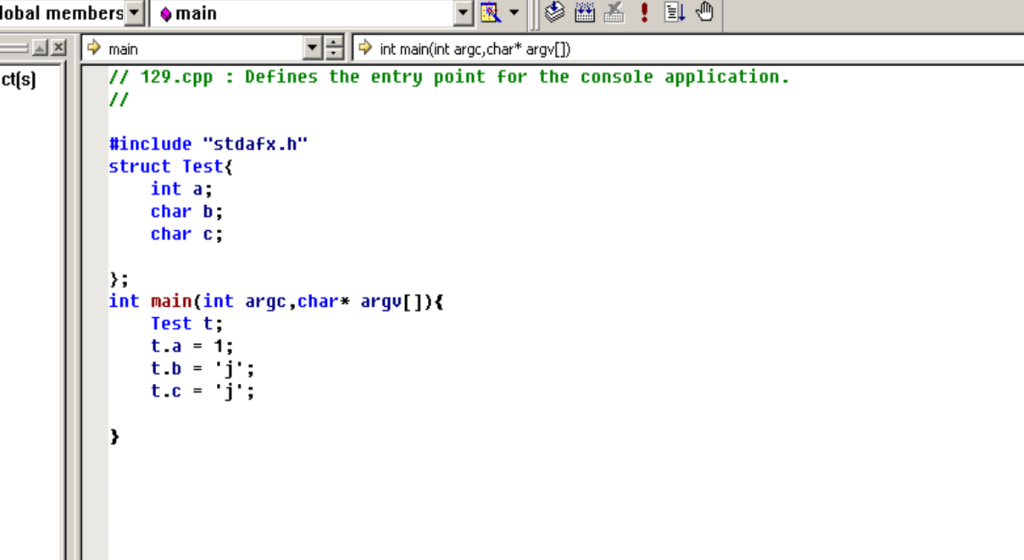 lobal members main
main int main(int argc,char* argv[])
ct(s)
// 129.cpp : Defines the entry point for the console application.
//
#include "stdafx.h"
struct Test{
    int a;
    char b;
    char c;
};
int main(int argc,char* argv[]){
    Test t;
    t.a = 1;
    t.b = 'j';
    t.c = 'j';
}